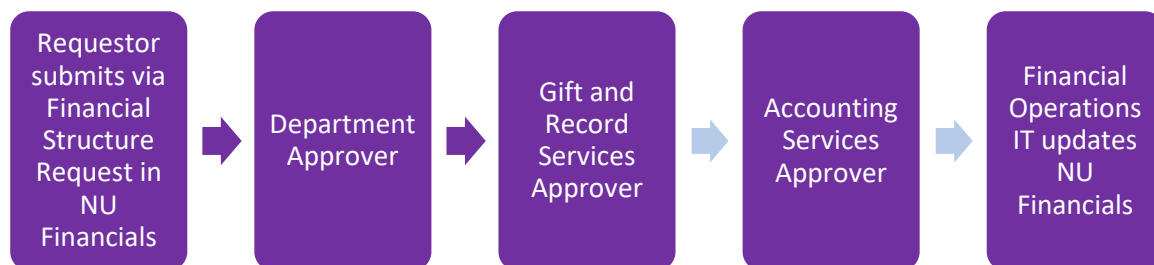 Requestor
submits via
Financial
Structure
Request in
NU
Financials
Department
Approver
Gift and
Record
Services
Approver
Accounting
Services
Approver
Financial
Operations
IT updates
NU
Financials